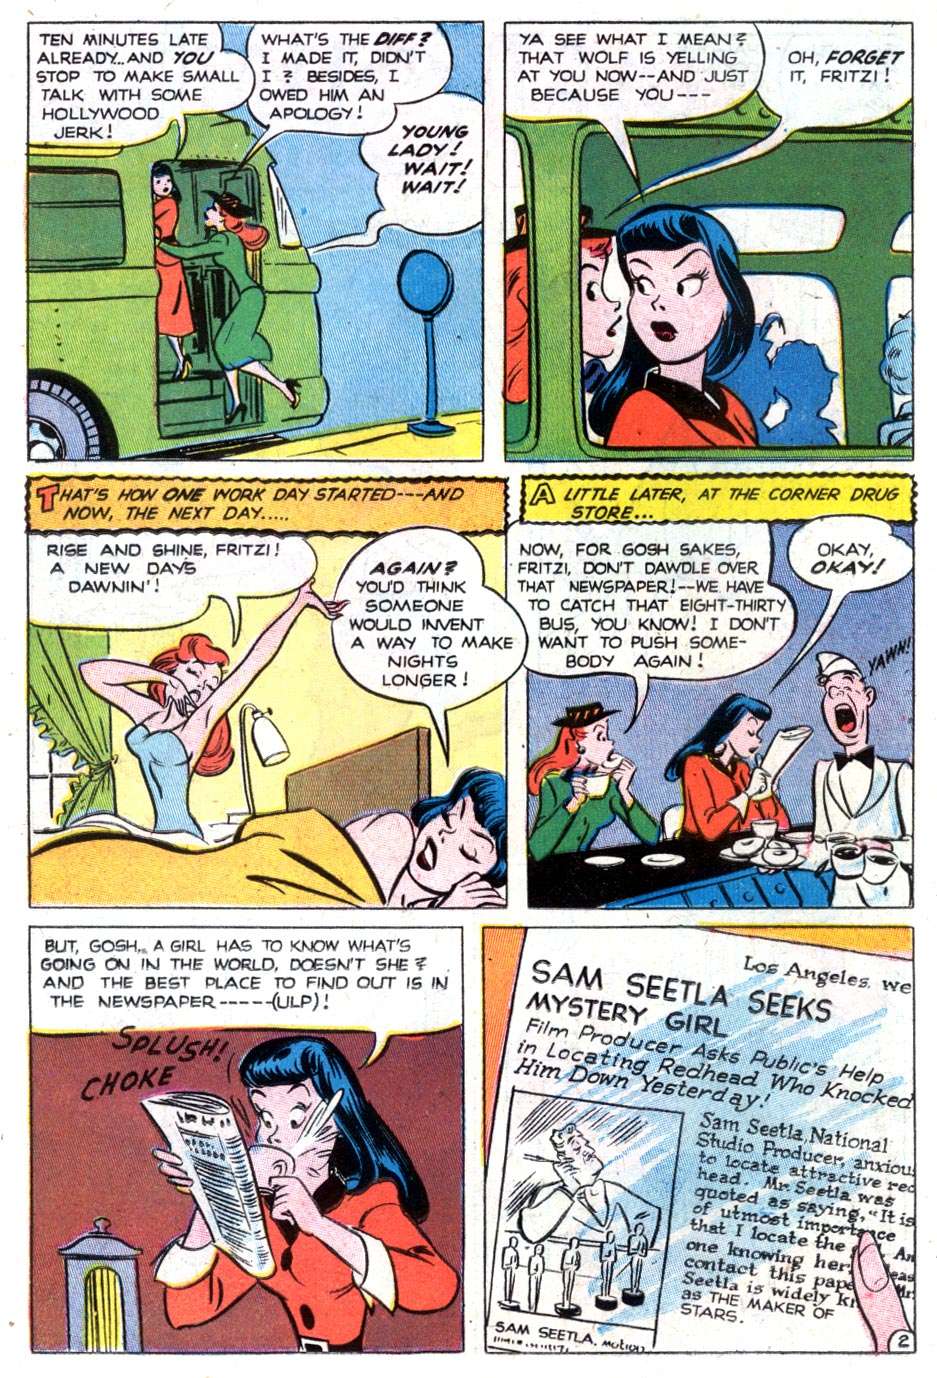 TEN MINUTES LATE
ALREADY...AND YOU
STOP TO MAKE SMALL
TALK WITH SOME
HOLLYWOOD
JERK!
WHAT'S THE DIFF?
I MADE IT, DIDN'T
I? BESIDES, I
OWED HIM AN
APOLOGY!
YOUNG
LADY!
WAIT!
WAIT!
YA SEE WHAT I MEAN?
THAT WOLF IS YELLING
AT YOU NOW--AND JUST
BECAUSE YOU---
OH, FORGET
IT, FRITZI!
THAT'S HOW ONE WORK DAY STARTED---AND
NOW, THE NEXT DAY.....
RISE AND SHINE, FRITZI!
A NEW DAY'S
DAWNIN'!
AGAIN?
YOU'D THINK
SOMEONE
WOULD INVENT
A WAY TO MAKE
NIGHTS
LONGER!
A LITTLE LATER, AT THE CORNER DRUG
STORE...
NOW, FOR GOSH SAKES,
FRITZI, DON'T DAWDLE OVER
THAT NEWSPAPER!--WE HAVE
TO CATCH THAT EIGHT-THIRTY
BUS, YOU KNOW! I DON'T
WANT TO PUSH SOME-
BODY AGAIN!
OKAY,
OKAY!
YAWN!
BUT, GOSH,, A GIRL HAS TO KNOW WHAT'S
GOING ON IN THE WORLD, DOESN'T SHE?
AND THE BEST PLACE TO FIND OUT IS IN
THE NEWSPAPER-----(ULP)!
SPLUSH!
CHOKE
Los Angeles. We
SAM SEETLA SEEKS
MYSTERY GIRL
Film Producer Asks Public's Help
in Locating Redhead Who Knocked
Him Down Yesterday!
Sam Seetla, National
Studio Producer, anxious
to locate attractive red
head. Mr. Seetla was
quoted as saying, "It is
of utmost importance
that I locate the An
one knowing her leas
contact this pape Mr.
Seetla is widely kn
as THE MAKER OF
STARS.
SAM SEETLA. Motion
2